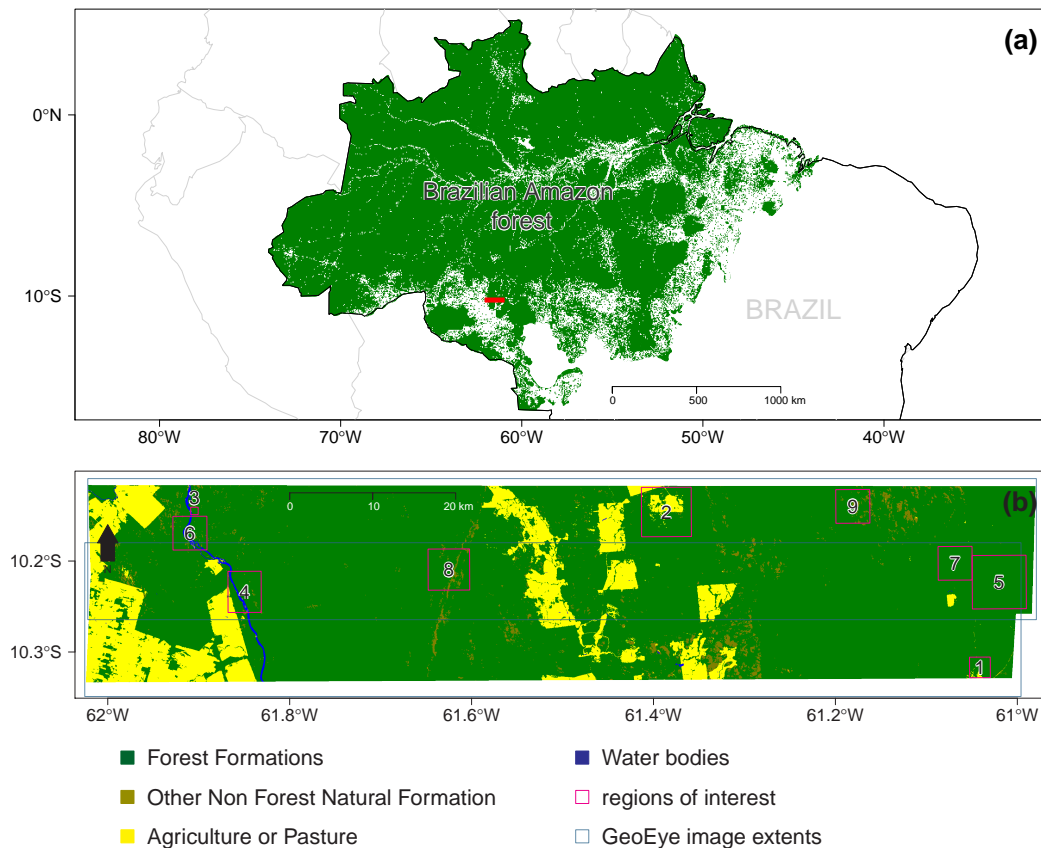 (a)
0°N
Brazilian Amazon
forest
10°S
BRAZIL
0 500 1000 km
80°W 70°W 60°W 50°W 40°W
3 2 9 (b)
0 10 20 km
6
10.2°S 8 7 5
4
10.3°S 1
62°W 61.8°W 61.6°W 61.4°W 61.2°W 61°W
Forest Formations Water bodies
Other Non Forest Natural Formation regions of interest
Agriculture or Pasture GeoEye image extents